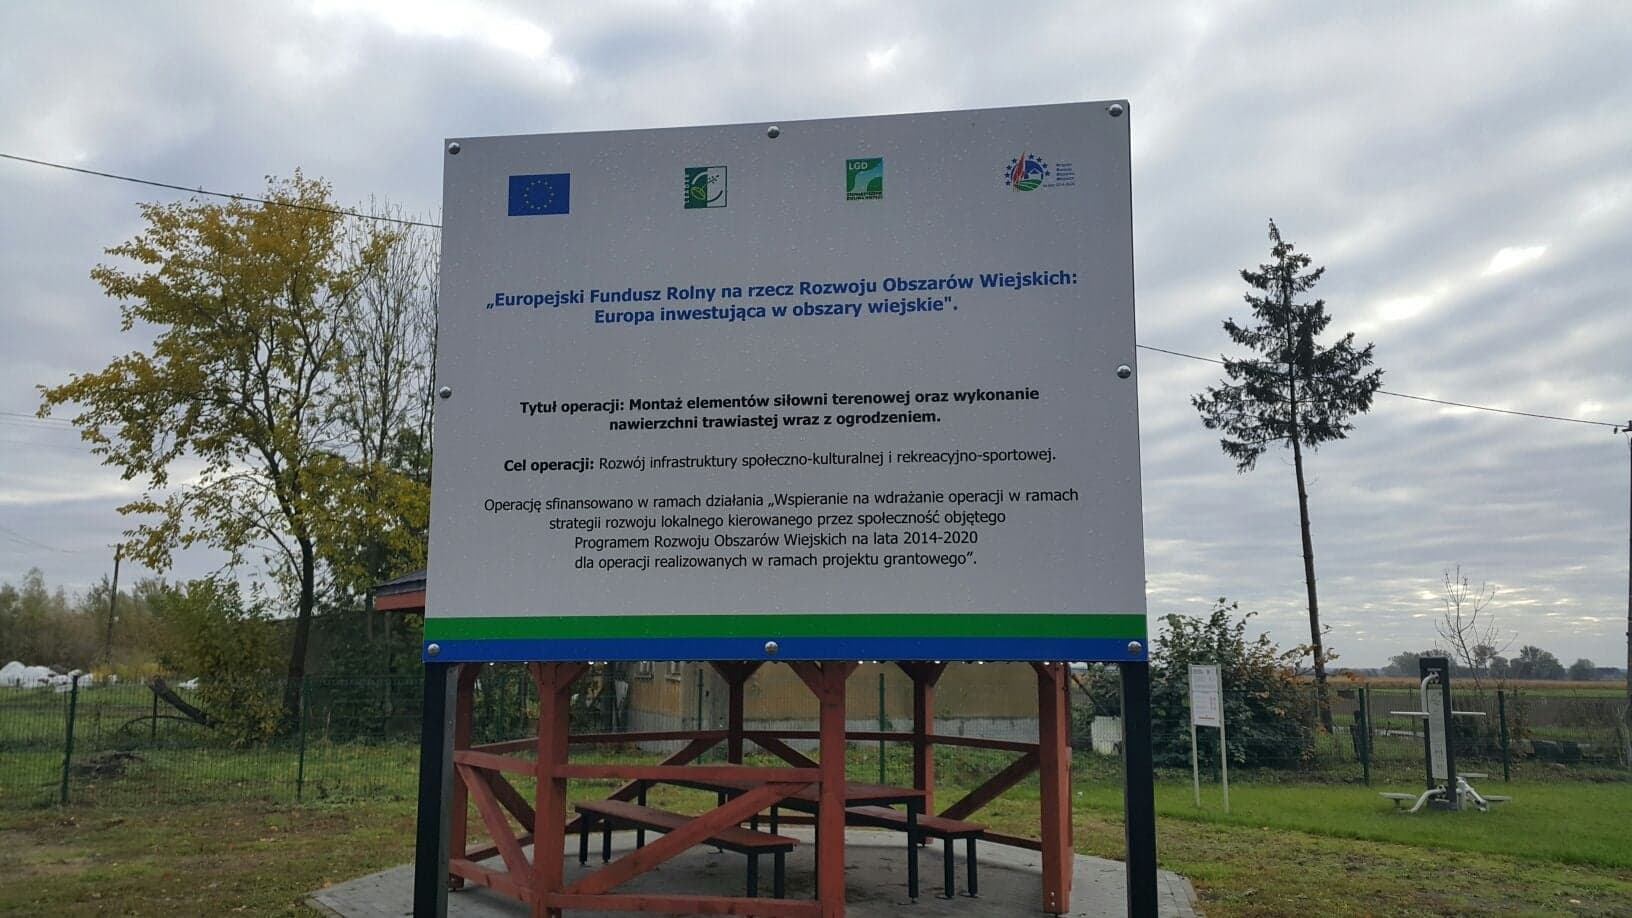 LGD
„Europejski Fundusz Rolny na rzecz Rozwoju Obszarów Wiejskich:
Europa inwestująca w obszary wiejskie".
Tytuł operacji: Montaż elementów siłowni terenowej oraz wykonanie
nawierzchni trawiastej wraz z ogrodzeniem.
Cel operacji: Rozwój infrastruktury społeczno-kulturalnej i rekreacyjno-sportowej.
Operację sfinansowano w ramach działania „Wspieranie na wdrażanie operacji w ramach
strategii rozwoju lokalnego kierowanego przez społeczność objętego
Programem Rozwoju Obszarów Wiejskich na lata 2014-2020
dla operacji realizowanych w ramach projektu grantowego".